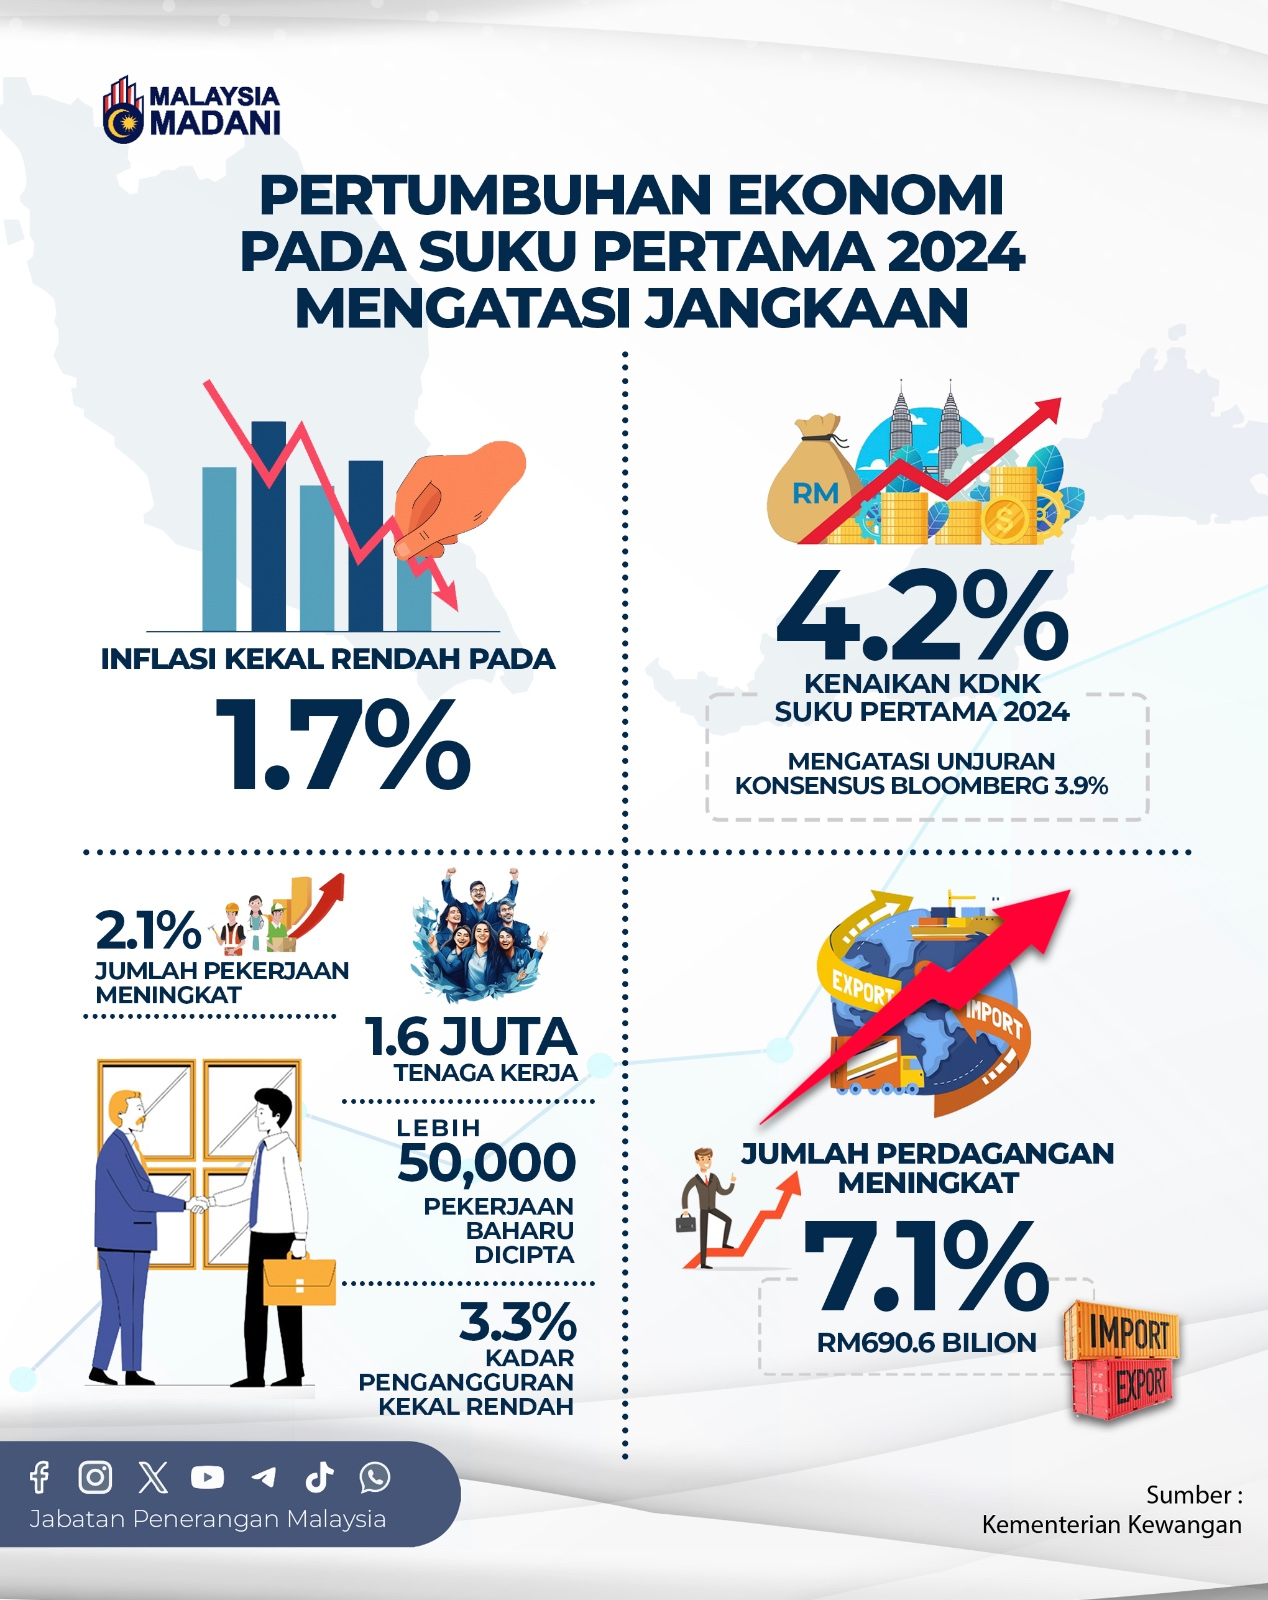 MALAYSIA
MADANI
PERTUMBUHAN EKONOMI
PADA SUKU PERTAMA 2024
MENGATASI JANGKAAN
INFLASI KEKAL RENDAH PADA
1.7%
RM
$
4.2%
KENAIKAN KDNK
SUKU PERTAMA 2024
MENGATASI UNJURAN
KONSENSUS BLOOMBERG 3.9%
2.1%
JUMLAH PEKERJAAN
MENINGKAT
1.6 JUTA
TENAGA KERJA
LEBIH
50,000
PEKERJAAN
BAHARU
DICIPTA
3.3%
KADAR
PENGANGGURAN
KEKAL RENDAH
EXPORT
IMPORT
JUMLAH PERDAGANGAN
MENINGKAT
7.1%
RM690.6 BILION
IMPORT
EXPORT
Jabatan Penerangan Malaysia
Sumber :
Kementerian Kewangan